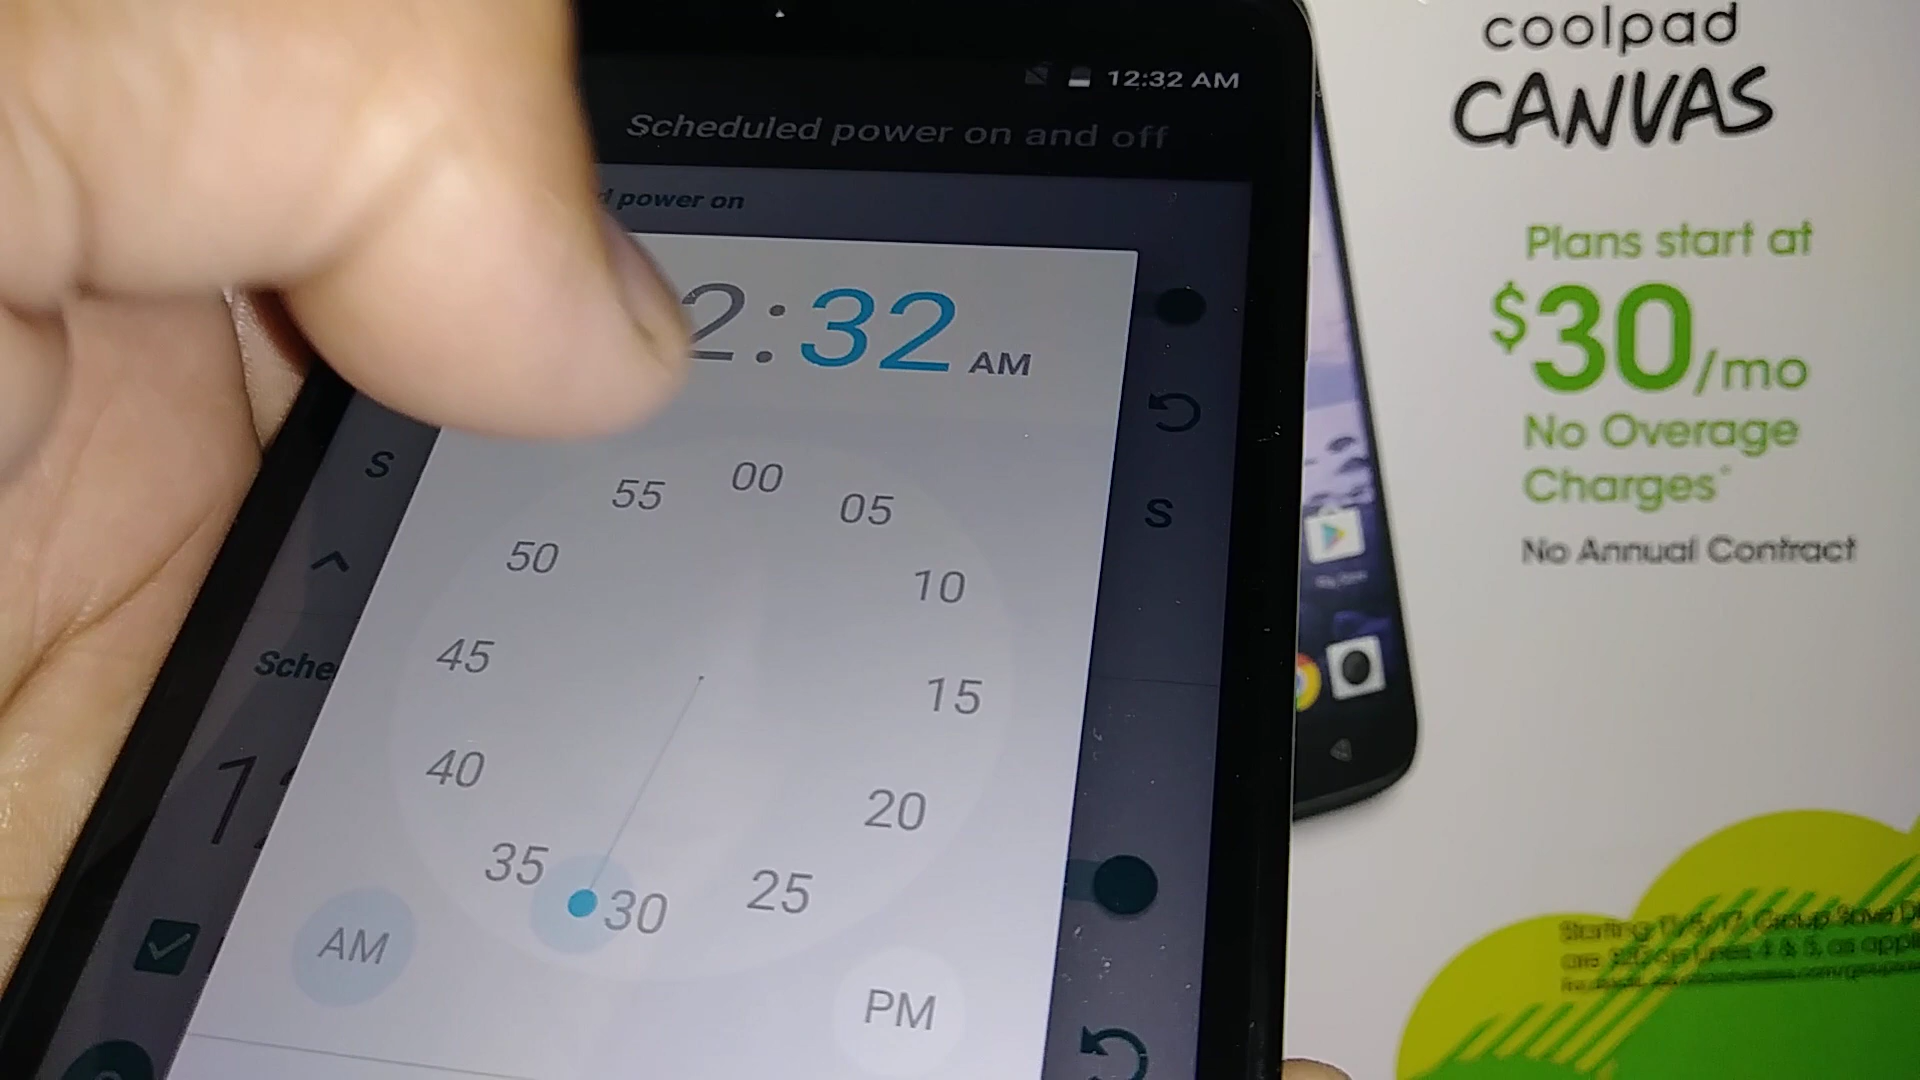 12:32 AM
Scheduled power on and off
power on
2:32 AM
00
05
10
15
20
25
30
35
40
45
50
55
AM
PM
S
S
Sche
coolpad
CANVAS
Plans start at
$30/mo
No Overage
Charges*
No Annual Contract